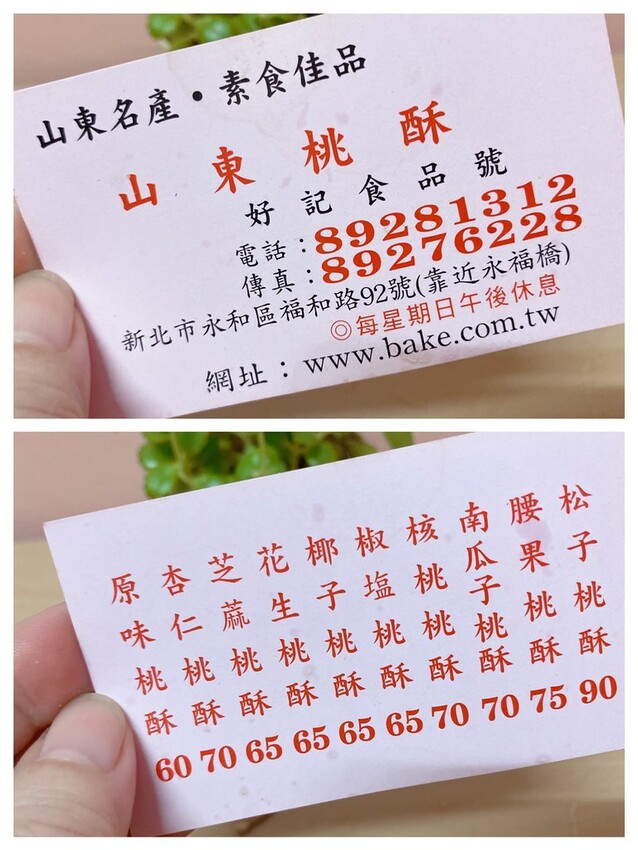 山東名產・素食佳品
山東桃酥
好記食品號
電話：89281312
傳真：89276228
新北市永和區福和路92號(靠近永福橋)
◎每星期日午後休息
網址：www.bake.com.tw
原味桃酥 60
杏仁桃酥 70
芝蔴桃酥 65
花生桃酥 65
椰子桃酥 65
椒塩桃酥 65
核桃桃酥 70
南瓜子桃酥 70
腰果桃酥 75
松子桃酥 90